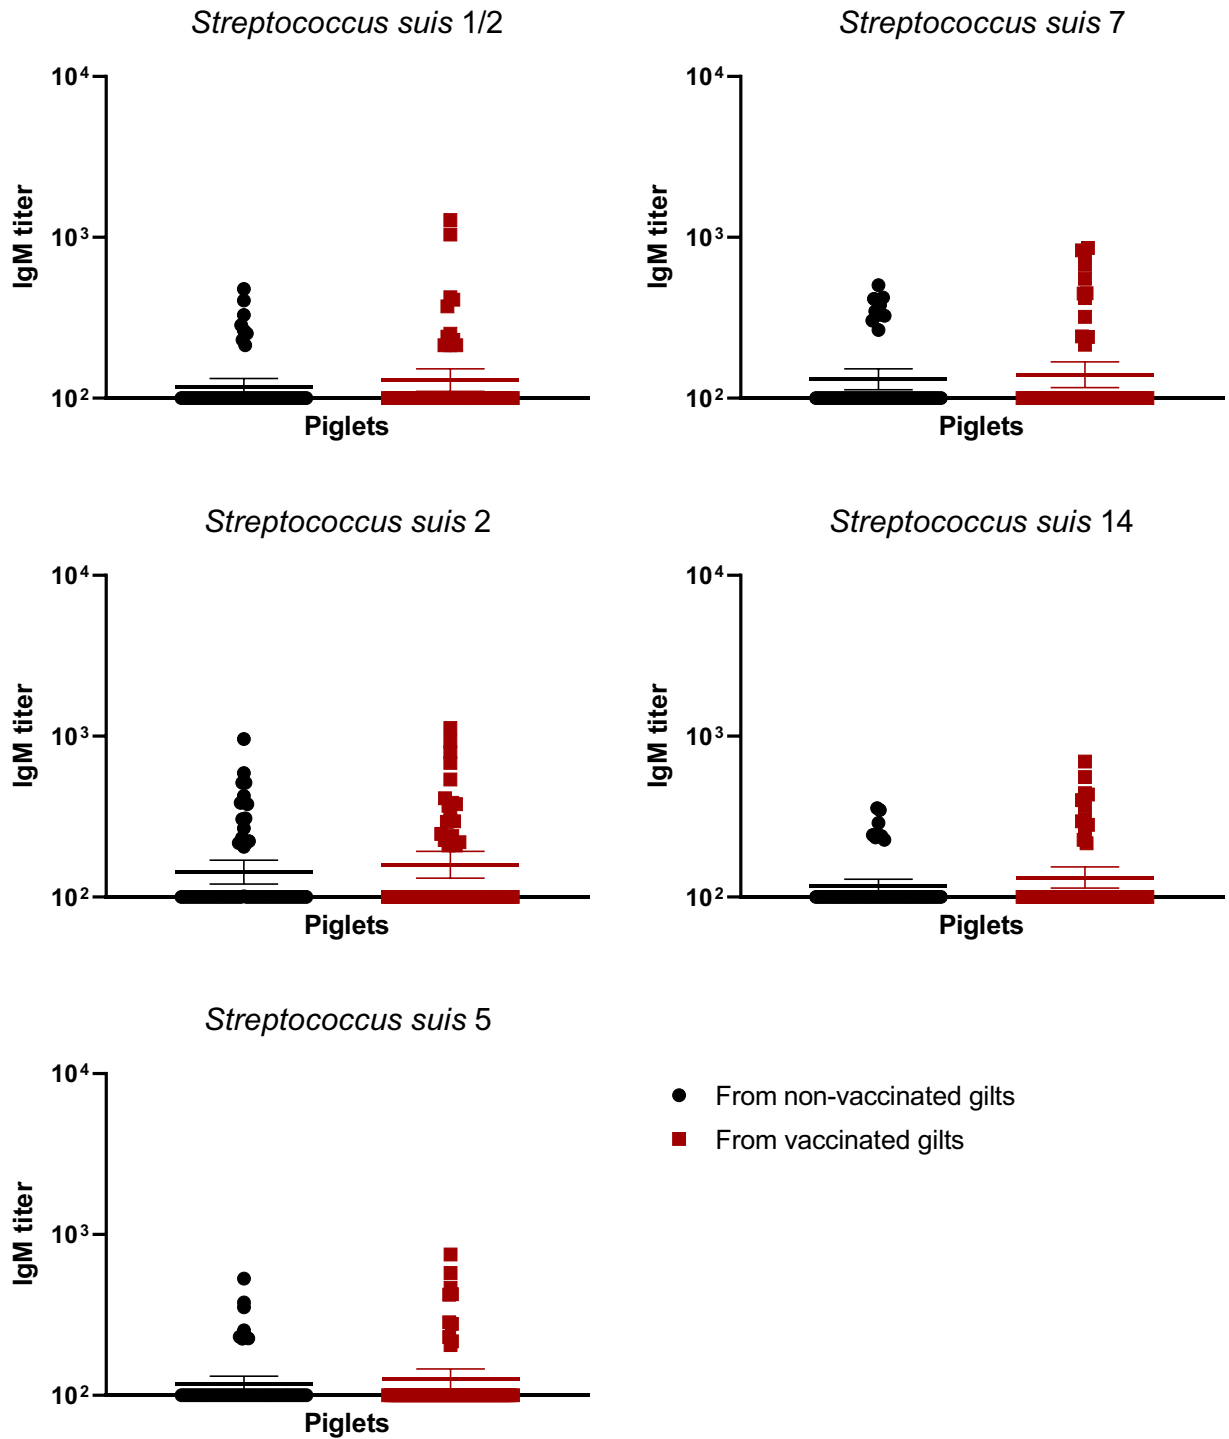 Streptococcus suis 1/2
10⁴
10³
10²
IgM titer
Piglets
Streptococcus suis 7
10⁴
10³
10²
IgM titer
Piglets
Streptococcus suis 2
10⁴
10³
10²
IgM titer
Piglets
Streptococcus suis 14
10⁴
10³
10²
IgM titer
Piglets
Streptococcus suis 5
10⁴
10³
10²
IgM titer
Piglets
From non-vaccinated gilts
From vaccinated gilts